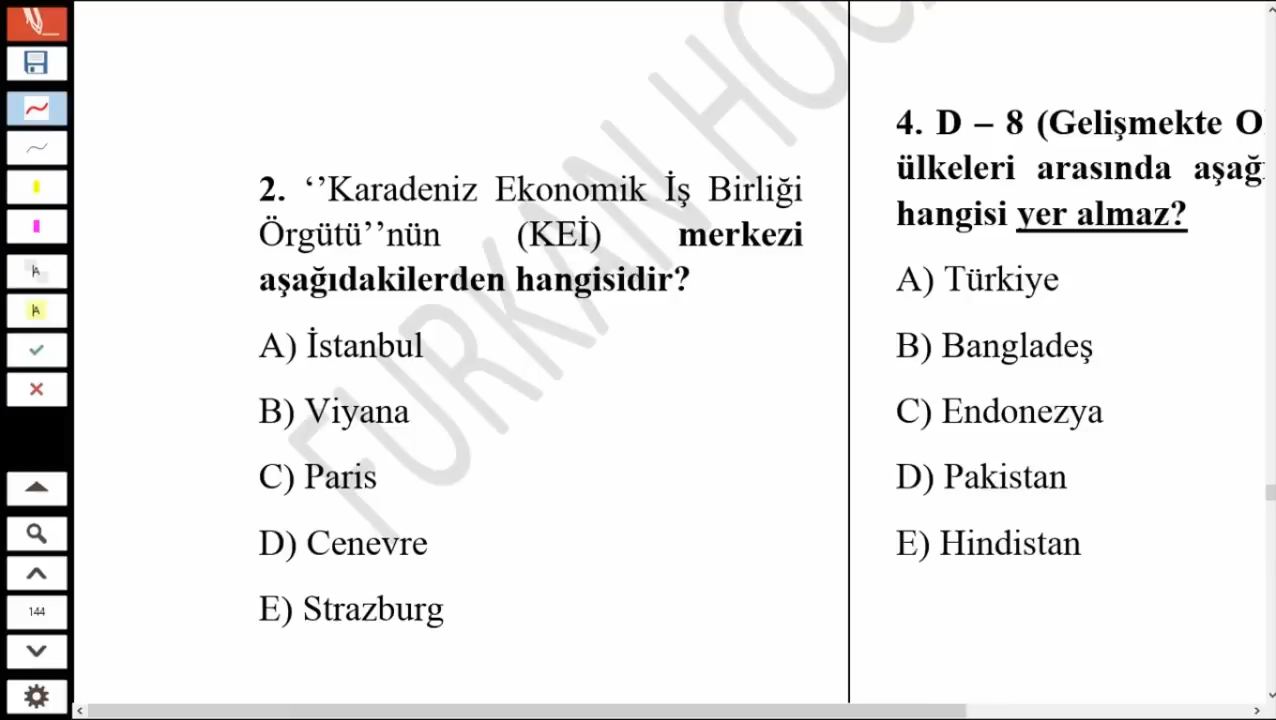 2. ‘’Karadeniz Ekonomik İş Birliği
Örgütü’’nün (KEİ) merkezi
aşağıdakilerden hangisidir?
A) İstanbul
B) Viyana
C) Paris
D) Cenevre
E) Strazburg
4. D – 8 (Gelişmekte
ülkeleri arasında
hangisi yer almaz?
A) Türkiye
B) Bangladeş
C) Endonezya
D) Pakistan
E) Hindistan
FURKAN
144